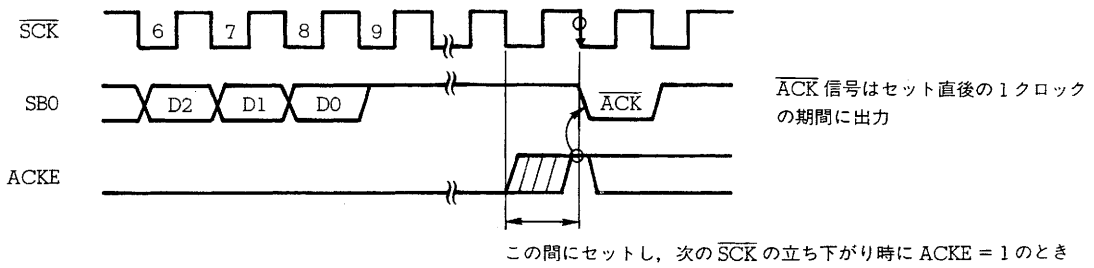 SCK
6 7 8 9
SB0
D2 D1 D0 ACK
ACK 信号はセット直後の1クロック
の期間に出力
ACKE
この間にセットし，次の SCK の立ち下がり時に ACKE = 1 のとき